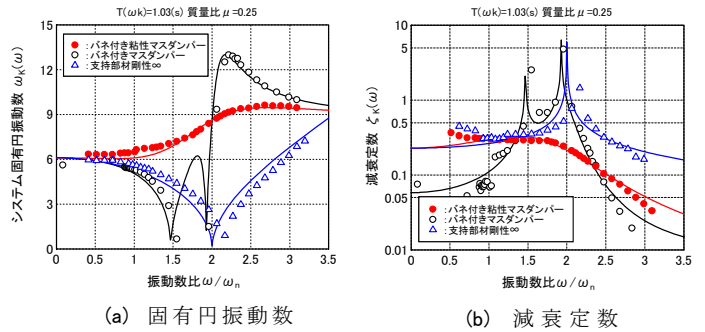 T(ωk)=1.03(s) 質量比μ=0.25
システム固有円振動数 ω_K(ω)
15
12
9
6
3
0
:バネ付き粘性マスダンパー
:バネ付きマスダンパー
:支持部材剛性∞
0 0.5 1 1.5 2 2.5 3 3.5
振動数比ω/ω_n
(a) 固有円振動数
T(ωk)=1.03(s) 質量比μ=0.25
減衰定数 ζ_K(ω)
10
5
1
0.5
0.1
0.05
0.01
:バネ付き粘性マスダンパー
:バネ付きマスダンパー
:支持部材剛性∞
0 0.5 1 1.5 2 2.5 3 3.5
振動数比ω/ω_n
(b) 減衰定数